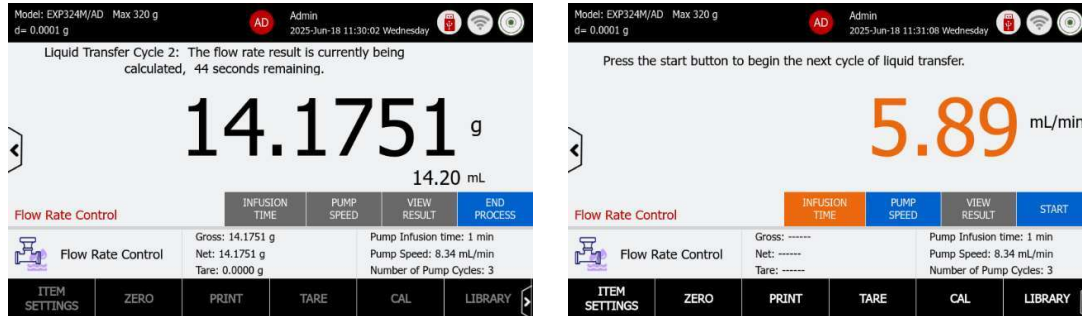 Model: EXP324M/AD Max 320 g
d= 0.0001 g
AD
Admin
2025-Jun-18 11:30:02 Wednesday
Liquid Transfer Cycle 2: The flow rate result is currently being
calculated, 44 seconds remaining.
14.1751 g
14.20 mL
Flow Rate Control
INFUSION
TIME
PUMP
SPEED
VIEW
RESULT
END
PROCESS
Flow Rate Control
Gross: 14.1751 g
Net: 14.1751 g
Tare: 0.0000 g
Pump Infusion time: 1 min
Pump Speed: 8.34 mL/min
Number of Pump Cycles: 3
ITEM
SETTINGS
ZERO
PRINT
TARE
CAL
LIBRARY
Model: EXP324M/AD Max 320 g
d= 0.0001 g
AD
Admin
2025-Jun-18 11:31:08 Wednesday
Press the start button to begin the next cycle of liquid transfer.
5.89 mL/min
Flow Rate Control
INFUSION
TIME
PUMP
SPEED
VIEW
RESULT
START
Flow Rate Control
Gross: ------
Net: ------
Tare: ------
Pump Infusion time: 1 min
Pump Speed: 8.34 mL/min
Number of Pump Cycles: 3
ITEM
SETTINGS
ZERO
PRINT
TARE
CAL
LIBRARY